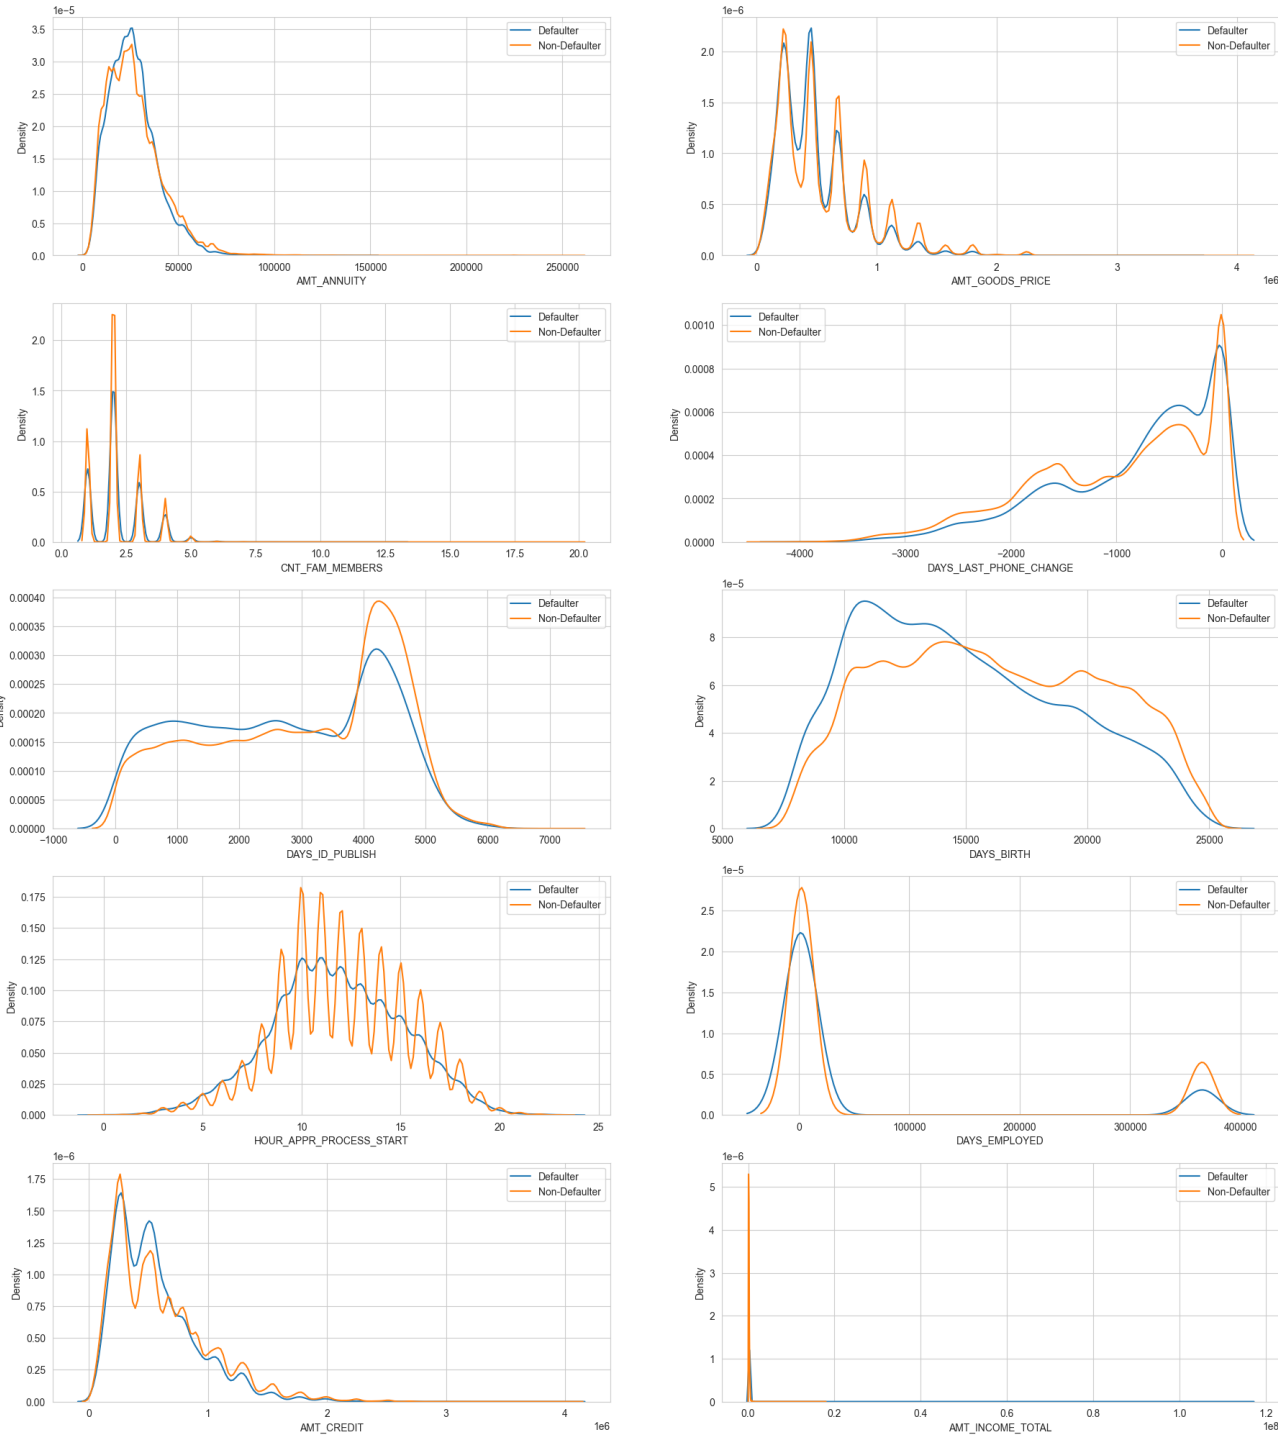 1e−5
Defaulter
Non-Defaulter
3.5
3.0
2.5
2.0
1.5
1.0
0.5
0.0
Density
0 50000 100000 150000 200000 250000
AMT_ANNUITY
1e−6
Defaulter
Non-Defaulter
2.0
1.5
1.0
0.5
0.0
Density
0 1 2 3 4
AMT_GOODS_PRICE
1e6
Defaulter
Non-Defaulter
2.0
1.5
1.0
0.5
0.0
Density
0.0 2.5 5.0 7.5 10.0 12.5 15.0 17.5 20.0
CNT_FAM_MEMBERS
Defaulter
Non-Defaulter
0.0010
0.0008
0.0006
0.0004
0.0002
0.0000
Density
−4000 −3000 −2000 −1000 0
DAYS_LAST_PHONE_CHANGE
Defaulter
Non-Defaulter
0.00040
0.00035
0.00030
0.00025
0.00020
0.00015
0.00010
0.00005
0.00000
−1000 0 1000 2000 3000 4000 5000 6000 7000
DAYS_ID_PUBLISH
1e−5
Defaulter
Non-Defaulter
8
6
4
2
0
Density
5000 10000 15000 20000 25000
DAYS_BIRTH
Defaulter
Non-Defaulter
0.175
0.150
0.125
0.100
0.075
0.050
0.025
0.000
Density
0 5 10 15 20 25
HOUR_APPR_PROCESS_START
1e−5
Defaulter
Non-Defaulter
2.5
2.0
1.5
1.0
0.5
0.0
Density
0 100000 200000 300000 400000
DAYS_EMPLOYED
1e−6
Defaulter
Non-Defaulter
1.75
1.50
1.25
1.00
0.75
0.50
0.25
0.00
Density
0 1 2 3 4
AMT_CREDIT
1e6
1e−6
Defaulter
Non-Defaulter
5
4
3
2
1
0
Density
0.0 0.2 0.4 0.6 0.8 1.0 1.2
AMT_INCOME_TOTAL
1e8